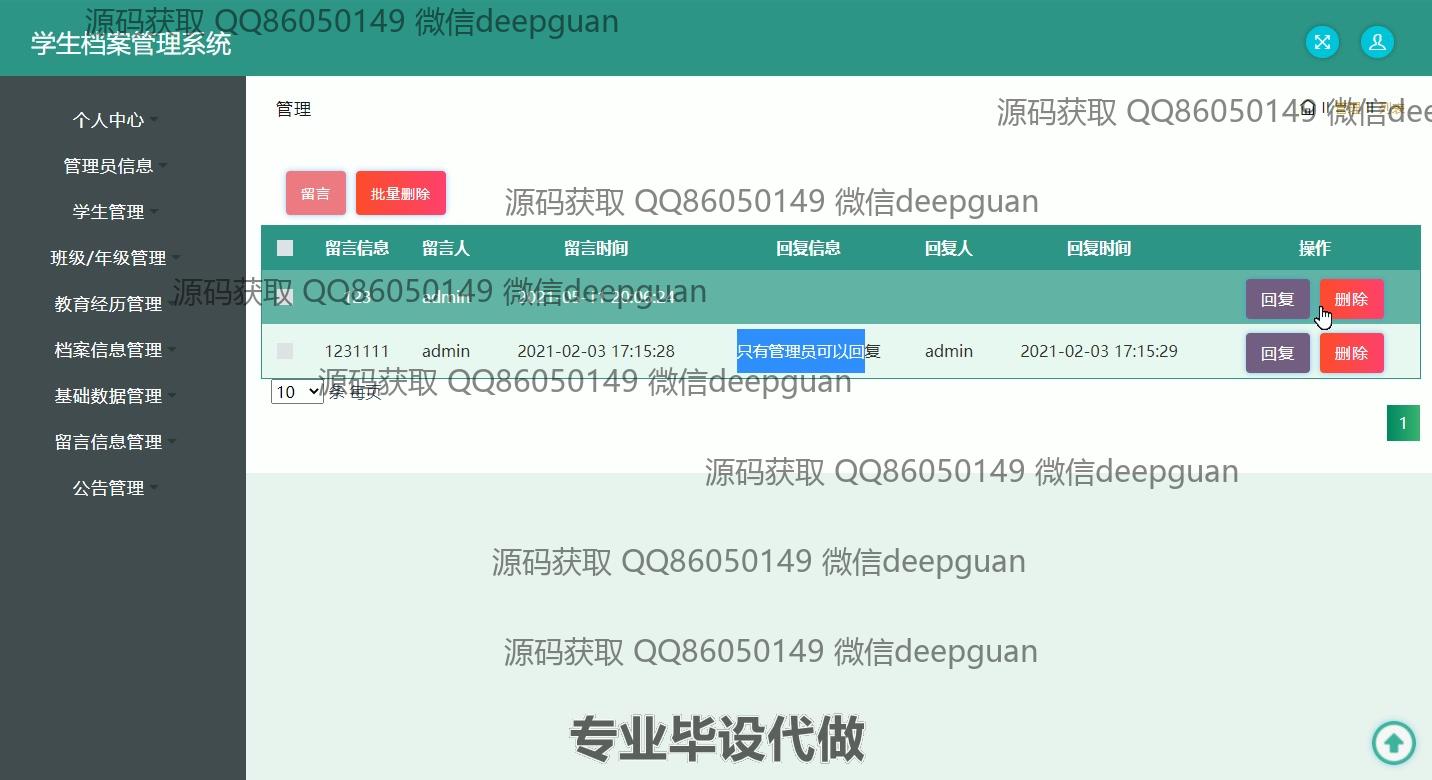 源码获取 QQ86050149 微信deepguan
学生档案管理系统
个人中心
管理员信息
学生管理
班级/年级管理
教育经历管理
档案信息管理
基础数据管理
留言信息管理
公告管理
管理
源码获取 QQ86050149 微信dee
留言 批量删除
源码获取 QQ86050149 微信deepguan
留言信息 留言人 留言时间 回复信息 回复人 回复时间 操作
源码获取 QQ86050149 微信deepguan
123 admin 回复 删除
1231111 admin 2021-02-03 17:15:28 只有管理员可以回复 admin 2021-02-03 17:15:29 回复 删除
源码获取 QQ86050149 微信deepguan
10 条 每页
1
源码获取 QQ86050149 微信deepguan
源码获取 QQ86050149 微信deepguan
源码获取 QQ86050149 微信deepguan
专业毕设代做